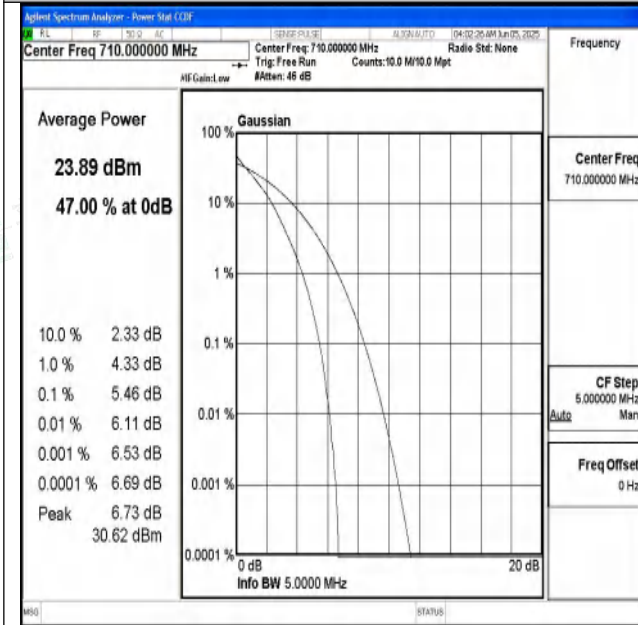 Agilent Spectrum Analyzer - Power Stat CCDF
RL RF 50 Ω AC SENSE:PULSE ALIGN AUTO 04:02:26 AM Jun 05, 2025
Center Freq 710.000000 MHz
Center Freq: 710.000000 MHz Radio Std: None
Trig: Free Run Counts:10.0 M/10.0 Mpt
#IFGain:Low #Atten: 46 dB
Frequency
Average Power
23.89 dBm
47.00 % at 0dB
10.0 % 2.33 dB
1.0 % 4.33 dB
0.1 % 5.46 dB
0.01 % 6.11 dB
0.001 % 6.53 dB
0.0001 % 6.69 dB
Peak 6.73 dB
30.62 dBm
Gaussian
100 %
10 %
1 %
0.1 %
0.01 %
0.001 %
0.0001 %
0 dB 20 dB
Info BW 5.0000 MHz
Center Freq
710.000000 MHz
CF Step
5.000000 MHz
Auto Man
Freq Offset
0 Hz
MSG STATUS